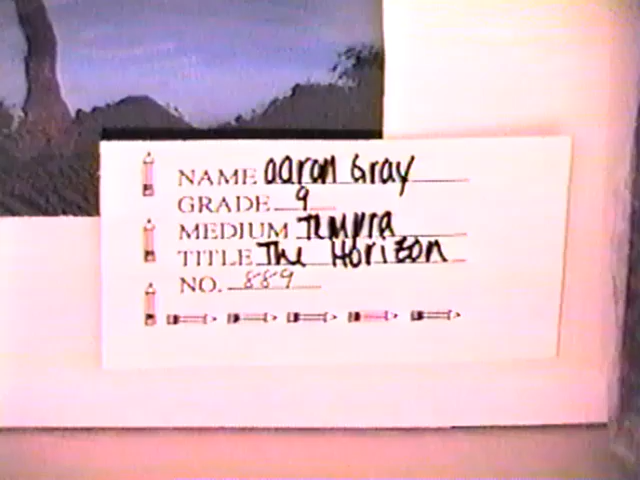 NAME Aaron Gray
GRADE 9
MEDIUM Tempra
TITLE The Horizon
NO. 889